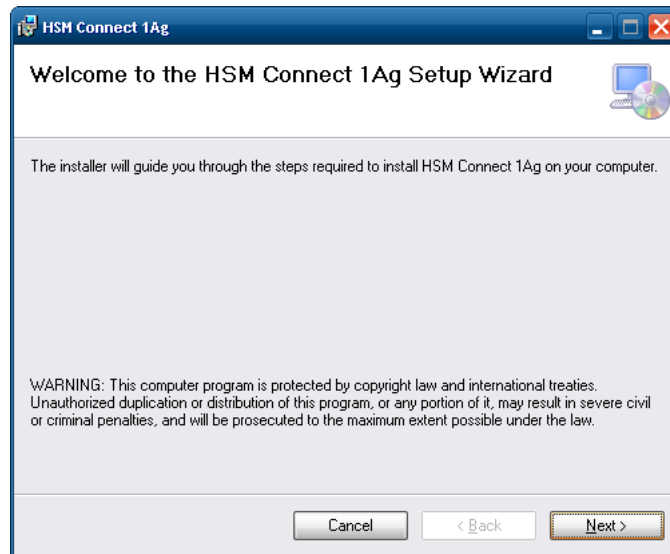 HSM Connect 1Ag
Welcome to the HSM Connect 1Ag Setup Wizard
The installer will guide you through the steps required to install HSM Connect 1Ag on your computer.
WARNING: This computer program is protected by copyright law and international treaties.
Unauthorized duplication or distribution of this program, or any portion of it, may result in severe civil
or criminal penalties, and will be prosecuted to the maximum extent possible under the law.
Cancel
< Back
Next >